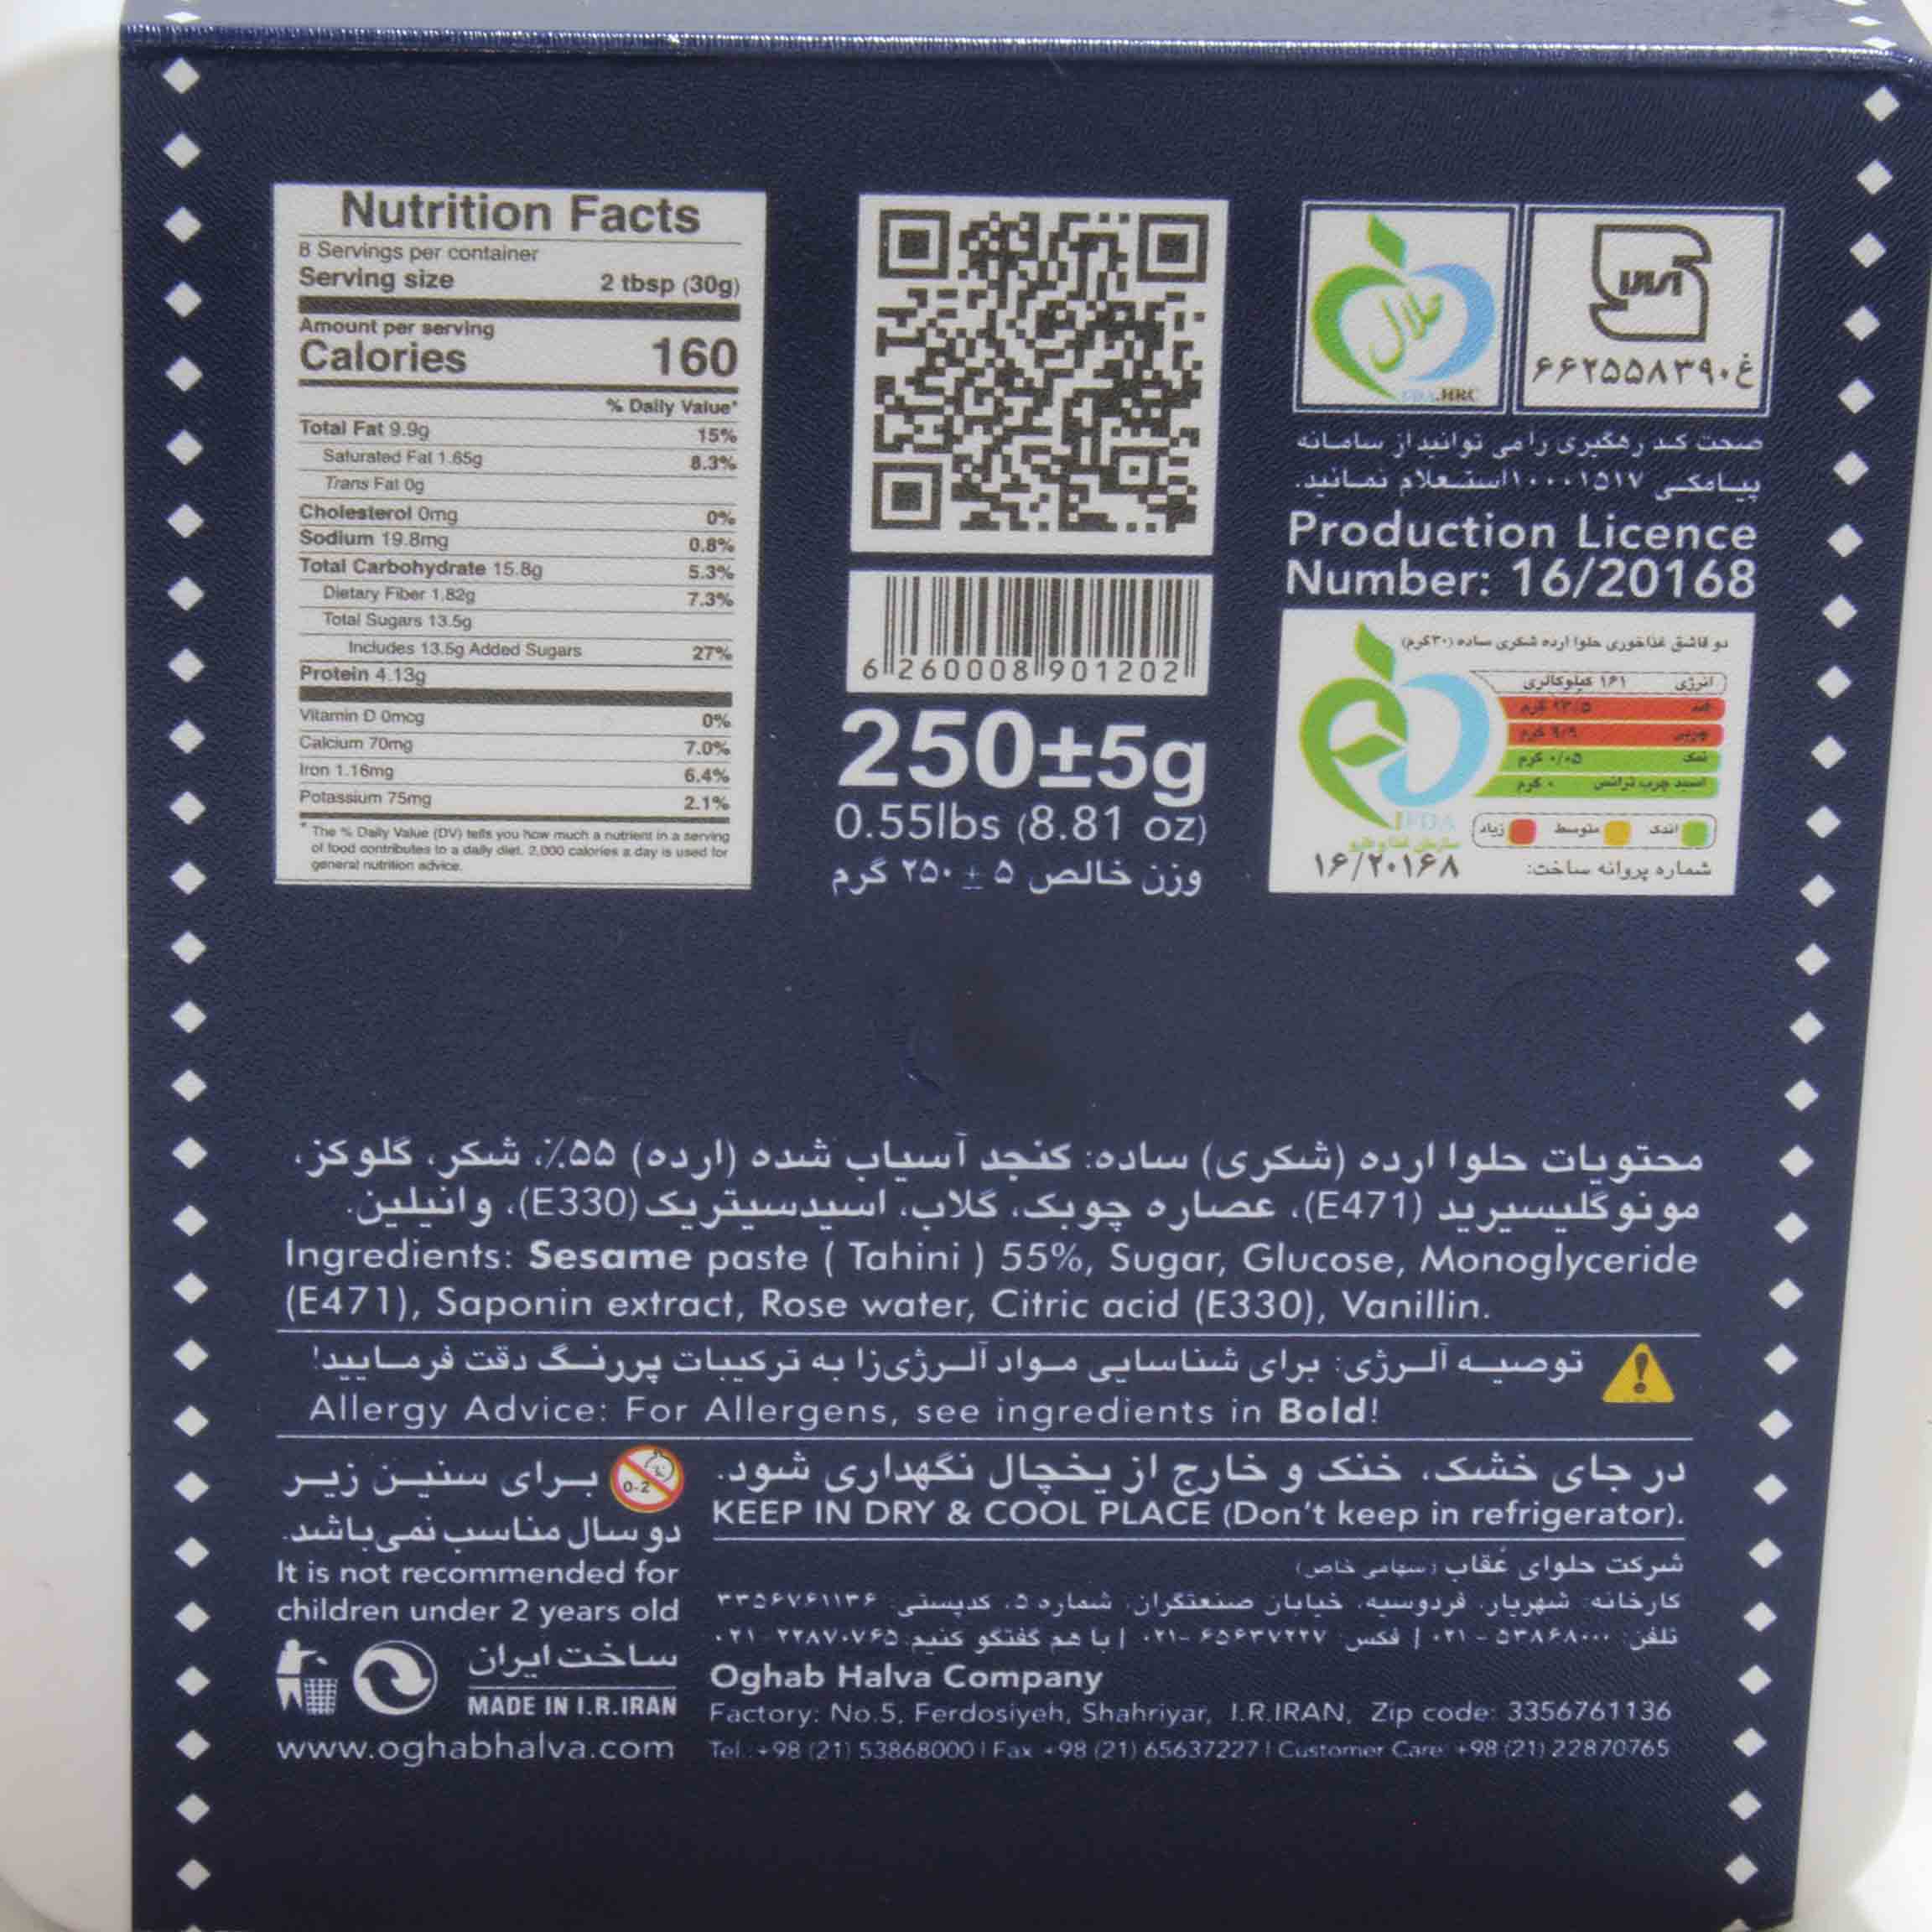 Nutrition Facts
8 Servings per container
Serving size 2 tbsp (30g)
Amount per serving
Calories 160
% Daily Value*
Total Fat 9.9g 15%
Saturated Fat 1.65g 8.3%
Trans Fat 0g
Cholesterol 0mg 0%
Sodium 19.8mg 0.8%
Total Carbohydrate 15.8g 5.3%
Dietary Fiber 1.82g 7.3%
Total Sugars 13.5g
Includes 13.5g Added Sugars 27%
Protein 4.13g
Vitamin D 0mcg 0%
Calcium 70mg 7.0%
Iron 1.16mg 6.4%
Potassium 75mg 2.1%
* The % Daily Value (DV) tells you how much a nutrient in a serving
of food contributes to a daily diet. 2,000 calories a day is used for
general nutrition advice.
6 260008 901202
250±5g
0.55lbs (8.81 oz)
وزن خالص ۵ ± ۲۵۰ گرم
حلال
FDA.HRC
۶۶۲۵۵۸۳۹۰غ
صحت کد رهگیری را می توانید از سامانه
پیامکی ۱۰۰۰۱۵۱۷ استعلام نمائید.
Production Licence
Number: 16/20168
دو قاشق غذاخوری حلوا ارده شکری ساده (۳۰گرم)
انرژی ۱۶۱ کیلوکالری
قند ۱۳/۵ گرم
چربی ۹/۹ گرم
نمک ۰/۰۵ گرم
اسید چرب ترانس ۰ گرم
اندک متوسط زیاد
IFDA
سازمان غذا و دارو
شماره پروانه ساخت: ۱۶/۲۰۱۶۸
محتویات حلوا ارده (شکری) ساده: کنجد آسیاب شده (ارده) ۵۵٪، شکر، گلوکز،
مونوگلیسیرید (E471)، عصاره چوبک، گلاب، اسیدسیتریک (E330)، وانیلین.
Ingredients: Sesame paste ( Tahini ) 55%, Sugar, Glucose, Monoglyceride
(E471), Saponin extract, Rose water, Citric acid (E330), Vanillin.
توصیه آلرژی: برای شناسایی مواد آلرژی‌زا به ترکیبات پررنگ دقت فرمایید!
Allergy Advice: For Allergens, see ingredients in Bold!
در جای خشک، خنک و خارج از یخچال نگهداری شود.
KEEP IN DRY & COOL PLACE (Don't keep in refrigerator).
0-2
برای سنین زیر
دو سال مناسب نمی‌باشد.
It is not recommended for
children under 2 years old
ساخت ایران
MADE IN I.R.IRAN
www.oghabhalva.com
شرکت حلوای عُقاب (سهامی خاص)
کارخانه: شهریار، فردوسیه، خیابان صنعتگران، شماره ۵، کدپستی: ۳۳۵۶۷۶۱۱۳۶
تلفن: ۵۳۸۶۸۰۰۰ - ۰۲۱ | فکس: ۶۵۶۳۷۲۲۷ -۰۲۱ | با هم گفتگو کنیم: ۲۲۸۷۰۷۶۵ -۰۲۱
Oghab Halva Company
Factory: No.5, Ferdosiyeh, Shahriyar, I.R.IRAN, Zip code: 3356761136
Tel.: +98 (21) 53868000 | Fax +98 (21) 65637227 | Customer Care: +98 (21) 22870765